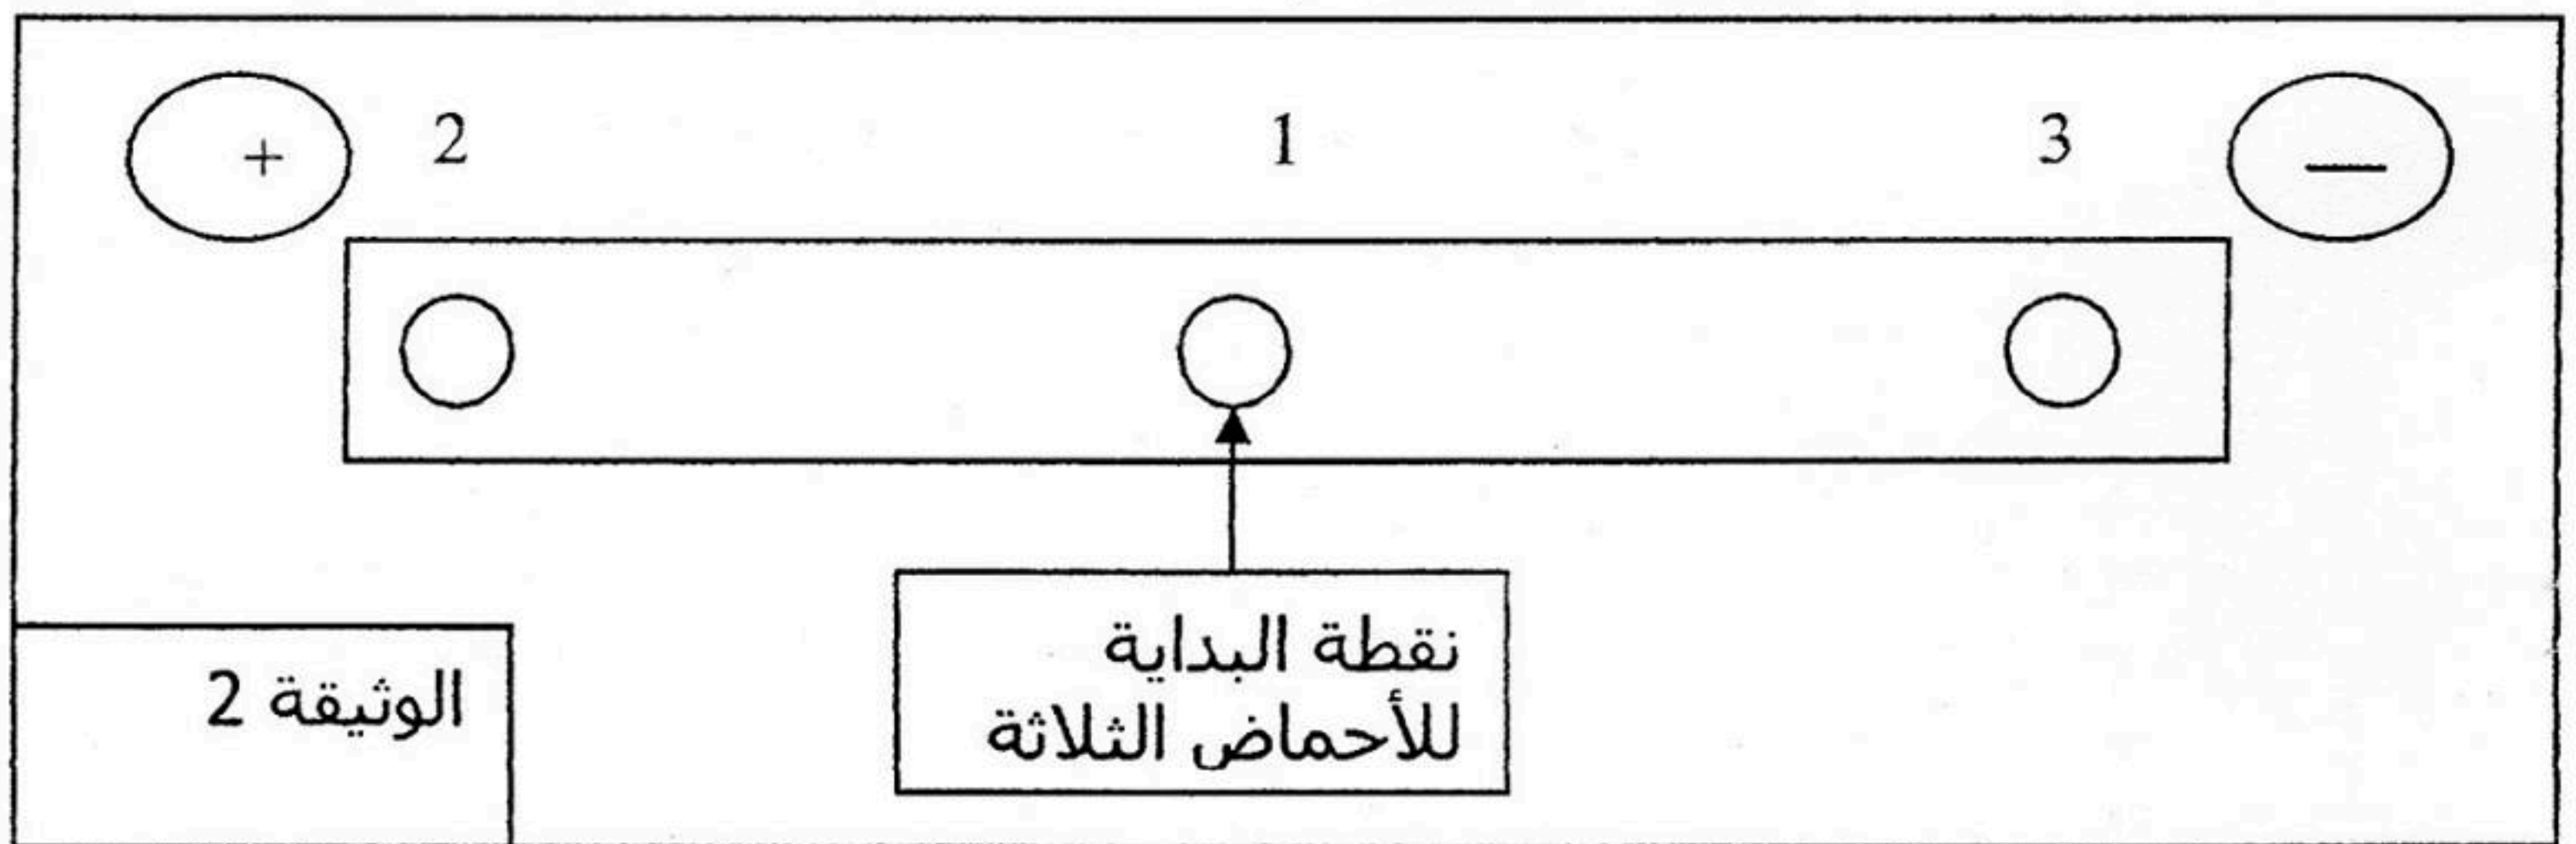 + 2 1 3 —
نقطة البداية
للأحماض الثلاثة
الوثيقة 2